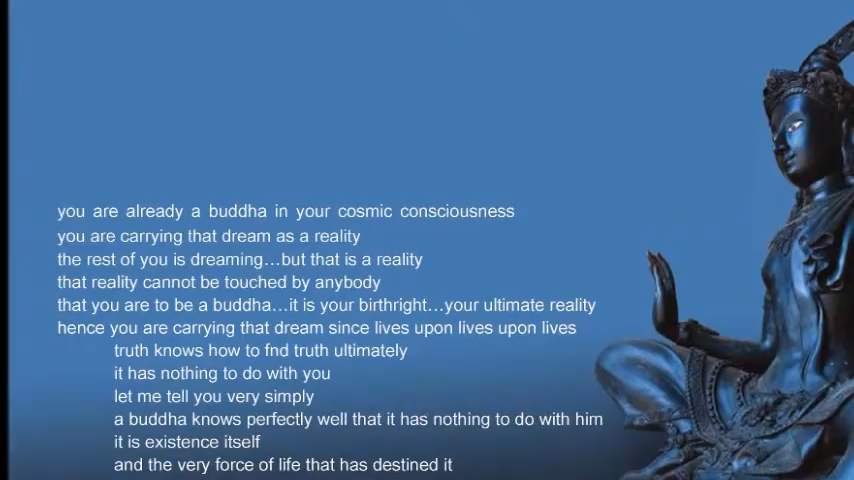 you are already a buddha in your cosmic consciousness
you are carrying that dream as a reality
the rest of you is dreaming...but that is a reality
that reality cannot be touched by anybody
that you are to be a buddha...it is your birthright...your ultimate reality
hence you are carrying that dream since lives upon lives upon lives
truth knows how to fnd truth ultimately
it has nothing to do with you
let me tell you very simply
a buddha knows perfectly well that it has nothing to do with him
it is existence itself
and the very force of life that has destined it